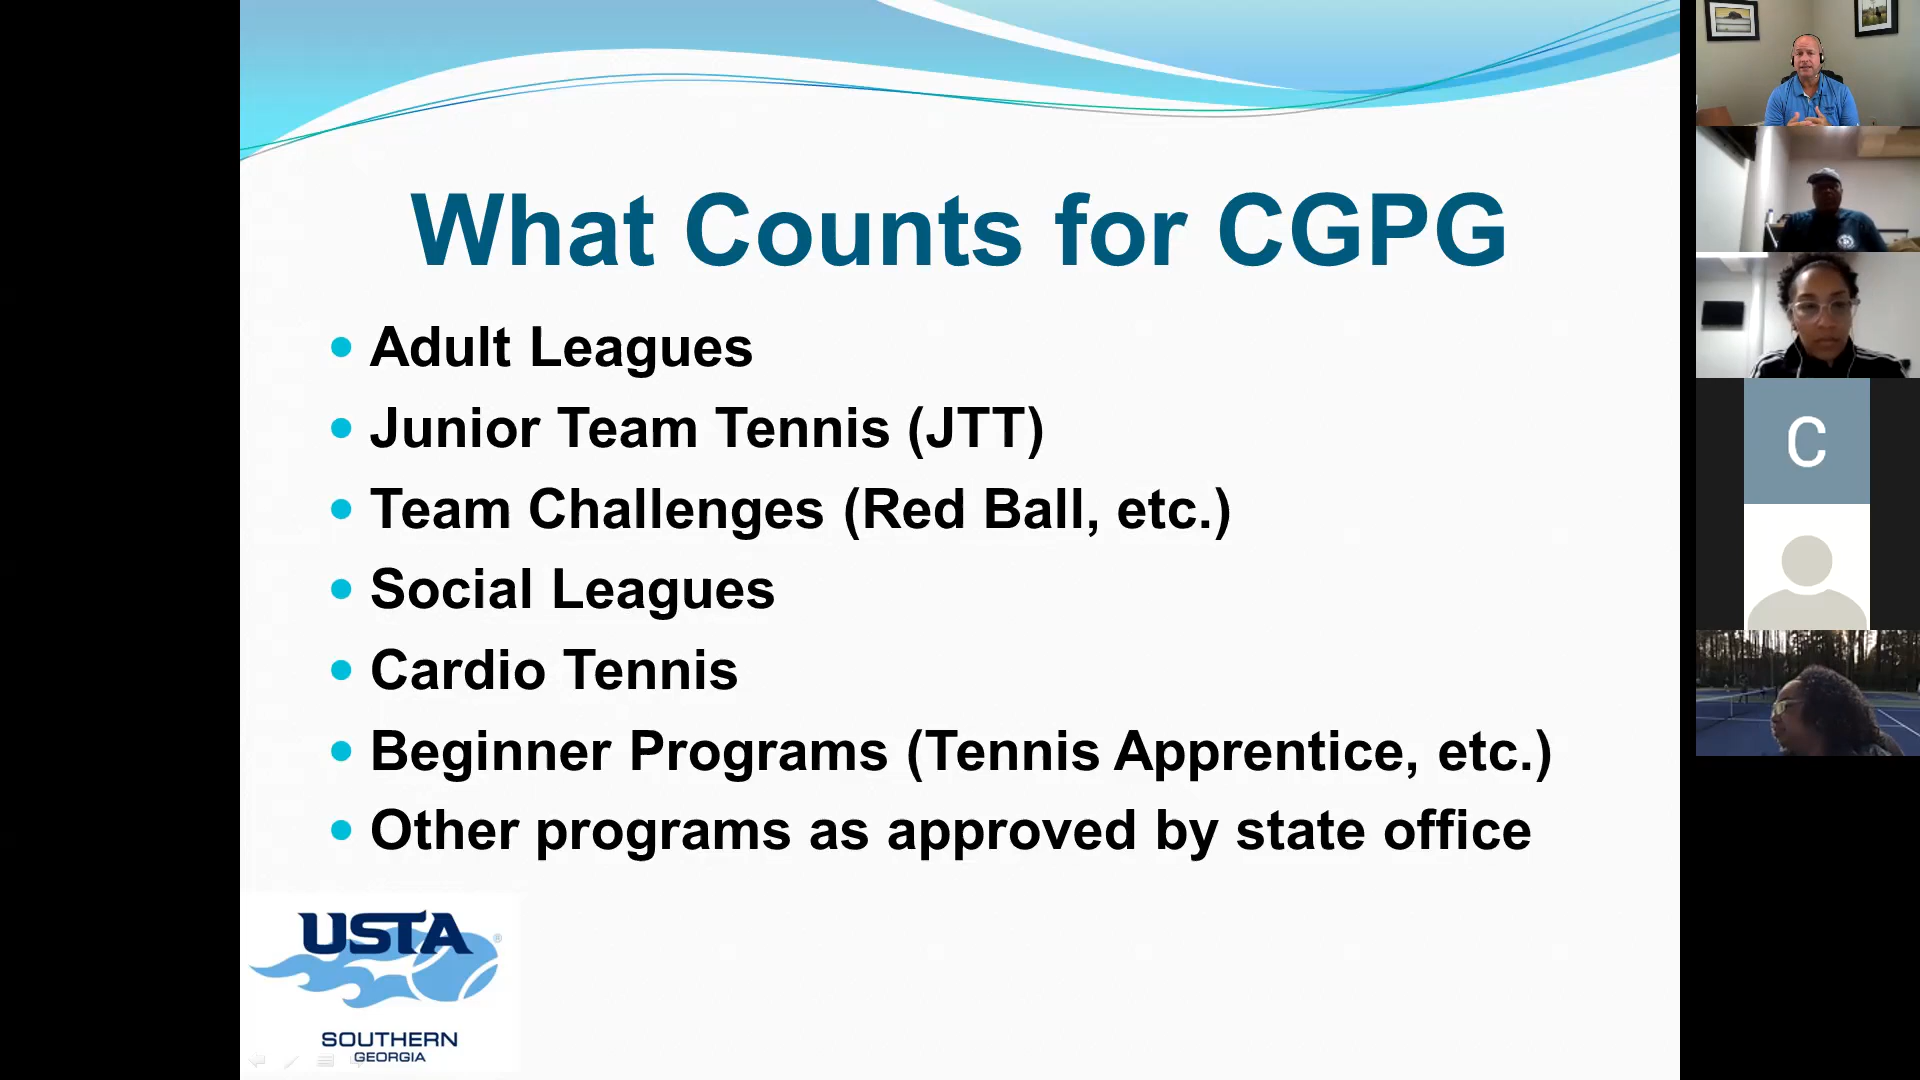 What Counts for CGPG
• Adult Leagues
• Junior Team Tennis (JTT)
• Team Challenges (Red Ball, etc.)
• Social Leagues
• Cardio Tennis
• Beginner Programs (Tennis Apprentice, etc.)
• Other programs as approved by state office
USTA ®
SOUTHERN
GEORGIA
C